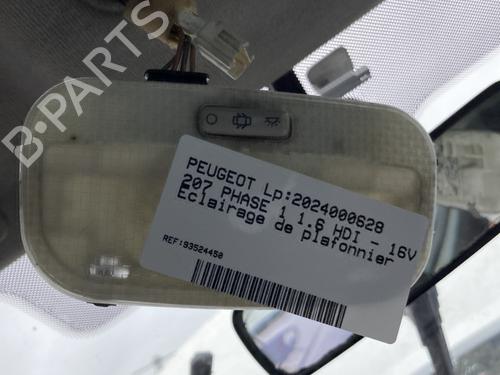 B-PARTS
PEUGEOT Lp:2024000628
207 PHASE 1 1.6 HDI - 16V
Eclairage de plafonnier
REF:93524450